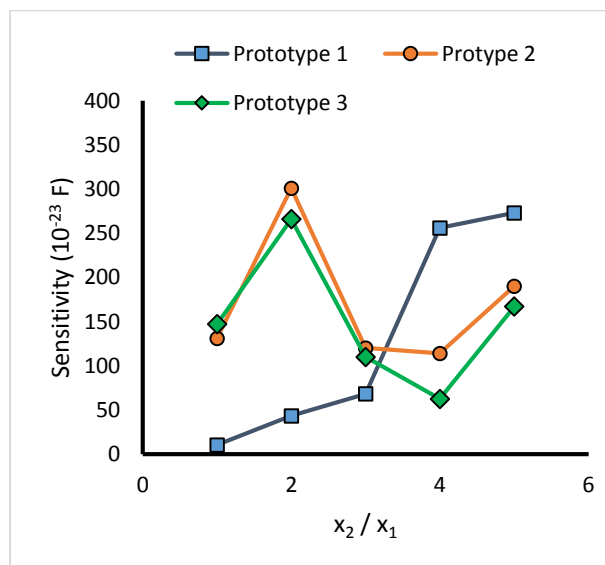 Prototype 1
Protype 2
Prototype 3
400
350
300
250
200
150
100
50
0
Sensitivity (10⁻²³ F)
0 2 4 6
x₂ / x₁